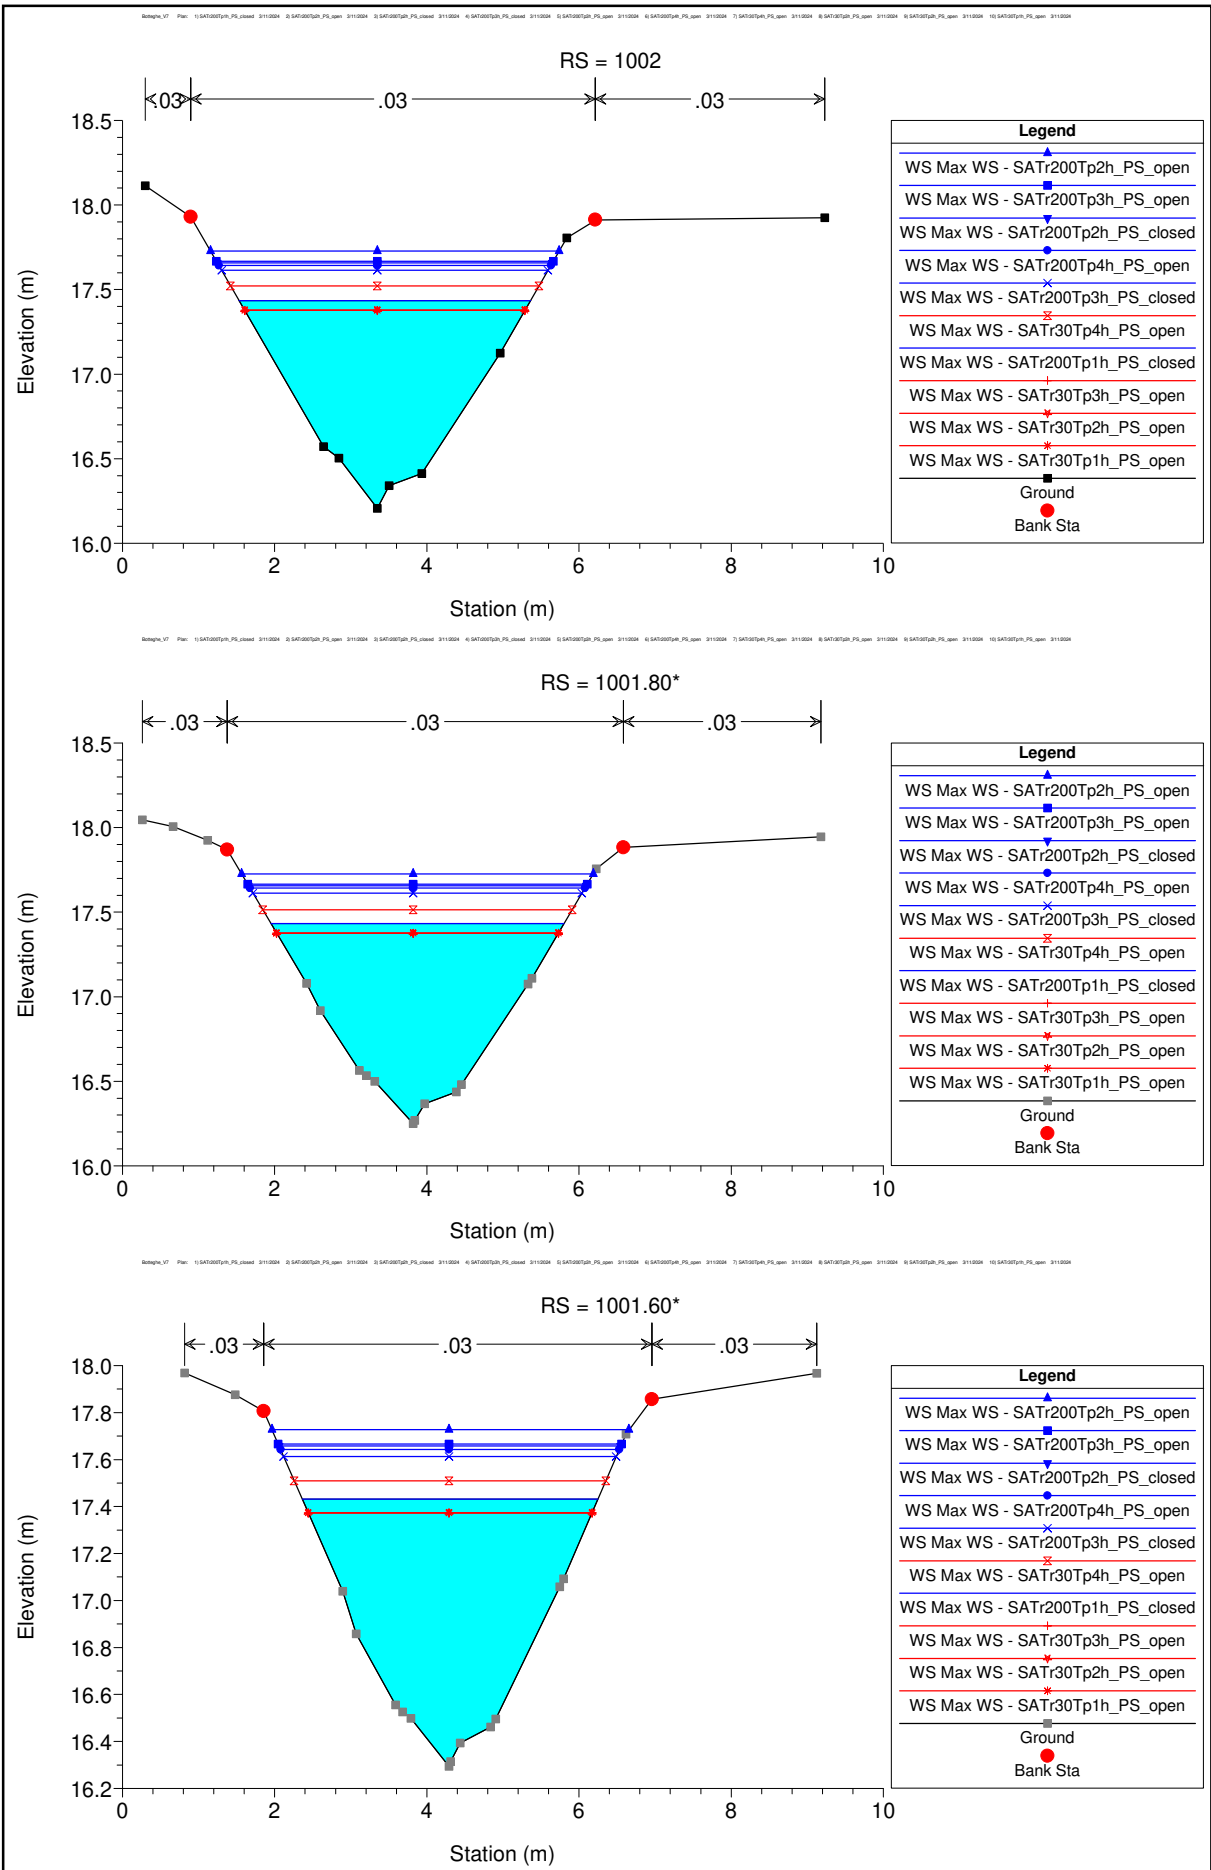 RS = 1002
.03 .03 .03
18.5
18.0
17.5
17.0
16.5
16.0
Elevation (m)
0 2 4 6 8 10
Station (m)
Legend
WS Max WS - SATr200Tp2h_PS_open
WS Max WS - SATr200Tp3h_PS_open
WS Max WS - SATr200Tp2h_PS_closed
WS Max WS - SATr200Tp4h_PS_open
WS Max WS - SATr200Tp3h_PS_closed
WS Max WS - SATr30Tp4h_PS_open
WS Max WS - SATr200Tp1h_PS_closed
WS Max WS - SATr30Tp3h_PS_open
WS Max WS - SATr30Tp2h_PS_open
WS Max WS - SATr30Tp1h_PS_open
Ground
Bank Sta
RS = 1001.80*
.03 .03 .03
18.5
18.0
17.5
17.0
16.5
16.0
Elevation (m)
0 2 4 6 8 10
Station (m)
Legend
WS Max WS - SATr200Tp2h_PS_open
WS Max WS - SATr200Tp3h_PS_open
WS Max WS - SATr200Tp2h_PS_closed
WS Max WS - SATr200Tp4h_PS_open
WS Max WS - SATr200Tp3h_PS_closed
WS Max WS - SATr30Tp4h_PS_open
WS Max WS - SATr200Tp1h_PS_closed
WS Max WS - SATr30Tp3h_PS_open
WS Max WS - SATr30Tp2h_PS_open
WS Max WS - SATr30Tp1h_PS_open
Ground
Bank Sta
RS = 1001.60*
.03 .03 .03
18.0
17.8
17.6
17.4
17.2
17.0
16.8
16.6
16.4
16.2
Elevation (m)
0 2 4 6 8 10
Station (m)
Legend
WS Max WS - SATr200Tp2h_PS_open
WS Max WS - SATr200Tp3h_PS_open
WS Max WS - SATr200Tp2h_PS_closed
WS Max WS - SATr200Tp4h_PS_open
WS Max WS - SATr200Tp3h_PS_closed
WS Max WS - SATr30Tp4h_PS_open
WS Max WS - SATr200Tp1h_PS_closed
WS Max WS - SATr30Tp3h_PS_open
WS Max WS - SATr30Tp2h_PS_open
WS Max WS - SATr30Tp1h_PS_open
Ground
Bank Sta